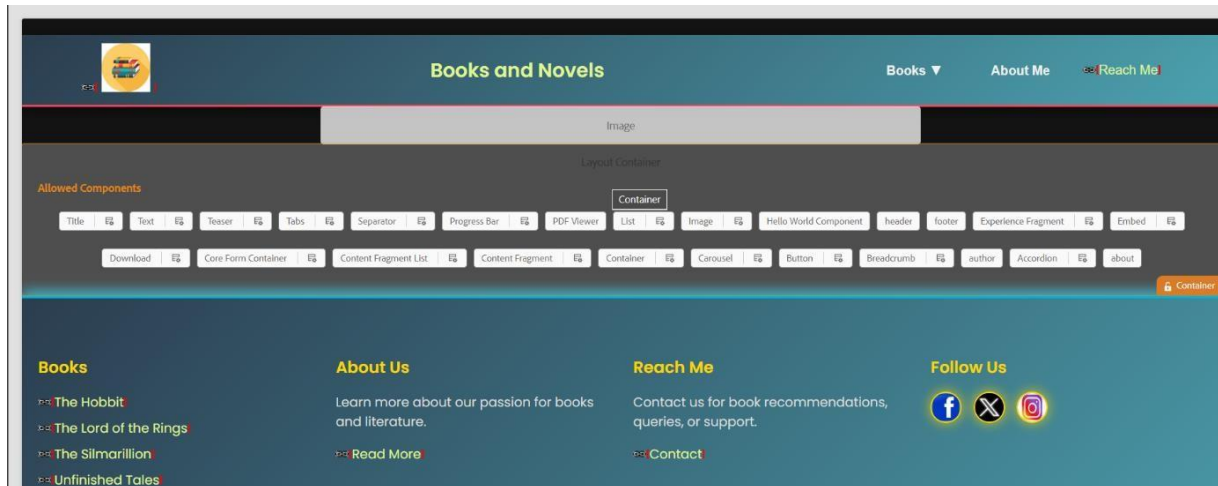 Books and Novels
Books ▼ About Me Reach Me
Image
Layout Container
Allowed Components
Container
Title Text Teaser Tabs Separator Progress Bar PDF Viewer List Image Hello World Component header footer Experience Fragment Embed
Download Core Form Container Content Fragment List Content Fragment Container Carousel Button Breadcrumb author Accordion about
Container
Books
The Hobbit
The Lord of the Rings
The Silmarillion
Unfinished Tales
About Us
Learn more about our passion for books
and literature.
Read More
Reach Me
Contact us for book recommendations,
queries, or support.
Contact
Follow Us